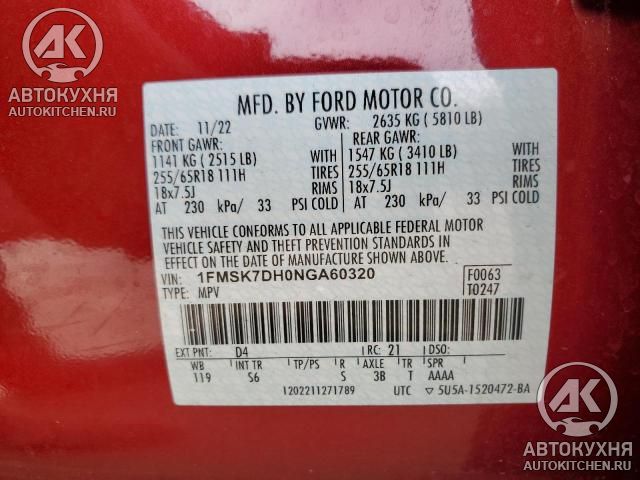 АК
АВТОКУХНЯ
AUTOKITCHEN.RU
MFD. BY FORD MOTOR CO.
DATE: 11/22 GVWR: 2635 KG ( 5810 LB)
FRONT GAWR: REAR GAWR:
1141 KG ( 2515 LB) WITH 1547 KG ( 3410 LB) WITH
255/65R18 111H TIRES 255/65R18 111H TIRES
18x7.5J RIMS 18x7.5J RIMS
AT 230 kPa/ 33 PSI COLD AT 230 kPa/ 33 PSI COLD
THIS VEHICLE CONFORMS TO ALL APPLICABLE FEDERAL MOTOR
VEHICLE SAFETY AND THEFT PREVENTION STANDARDS IN
EFFECT ON THE DATE OF MANUFACTURE SHOWN ABOVE.
VIN: 1FMSK7DH0NGA60320 F0063
TYPE: MPV T0247
EXT PNT: D4 RC: 21 DSO:
WB INT TR TP/PS R AXLE TR SPR
119 S6 S 3B T AAAA
1202211271789 UTC ▽ 5U5A-1520472-BA
АК
АВТОКУХНЯ
AUTOKITCHEN.RU